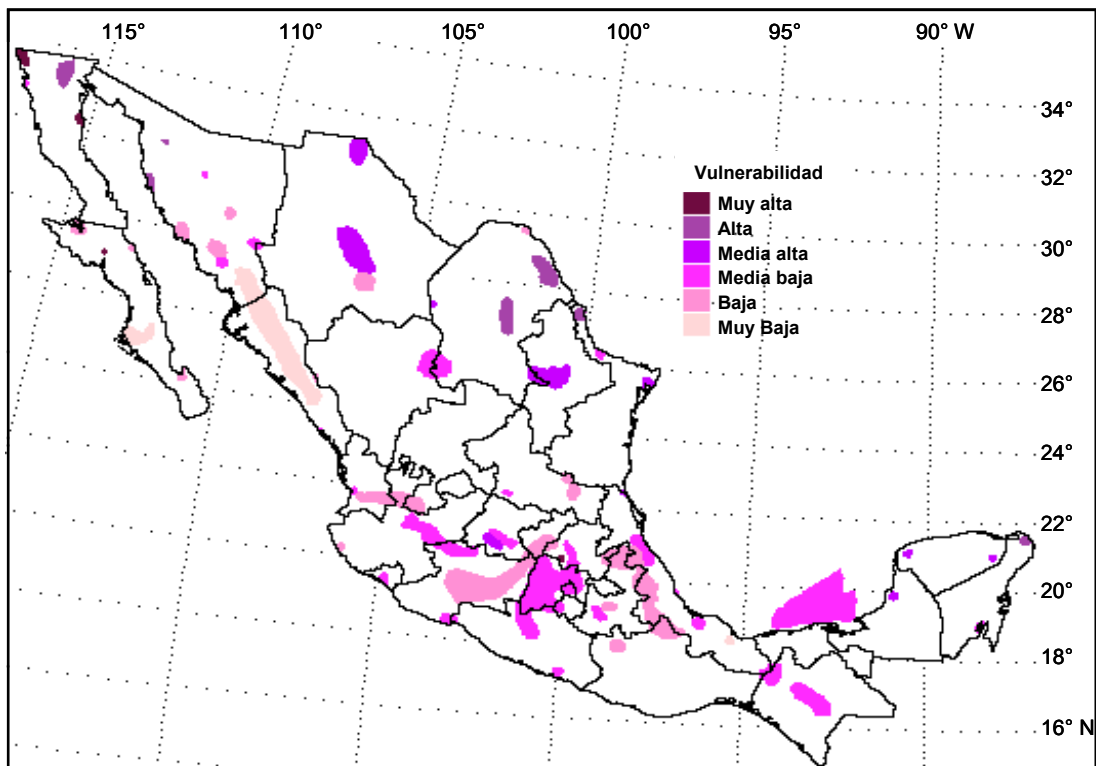 115° 110° 105° 100° 95° 90° W
34°
32°
Vulnerabilidad
Muy alta
Alta
Media alta
Media baja
Baja
Muy Baja
30°
28°
26°
24°
22°
20°
18°
16° N